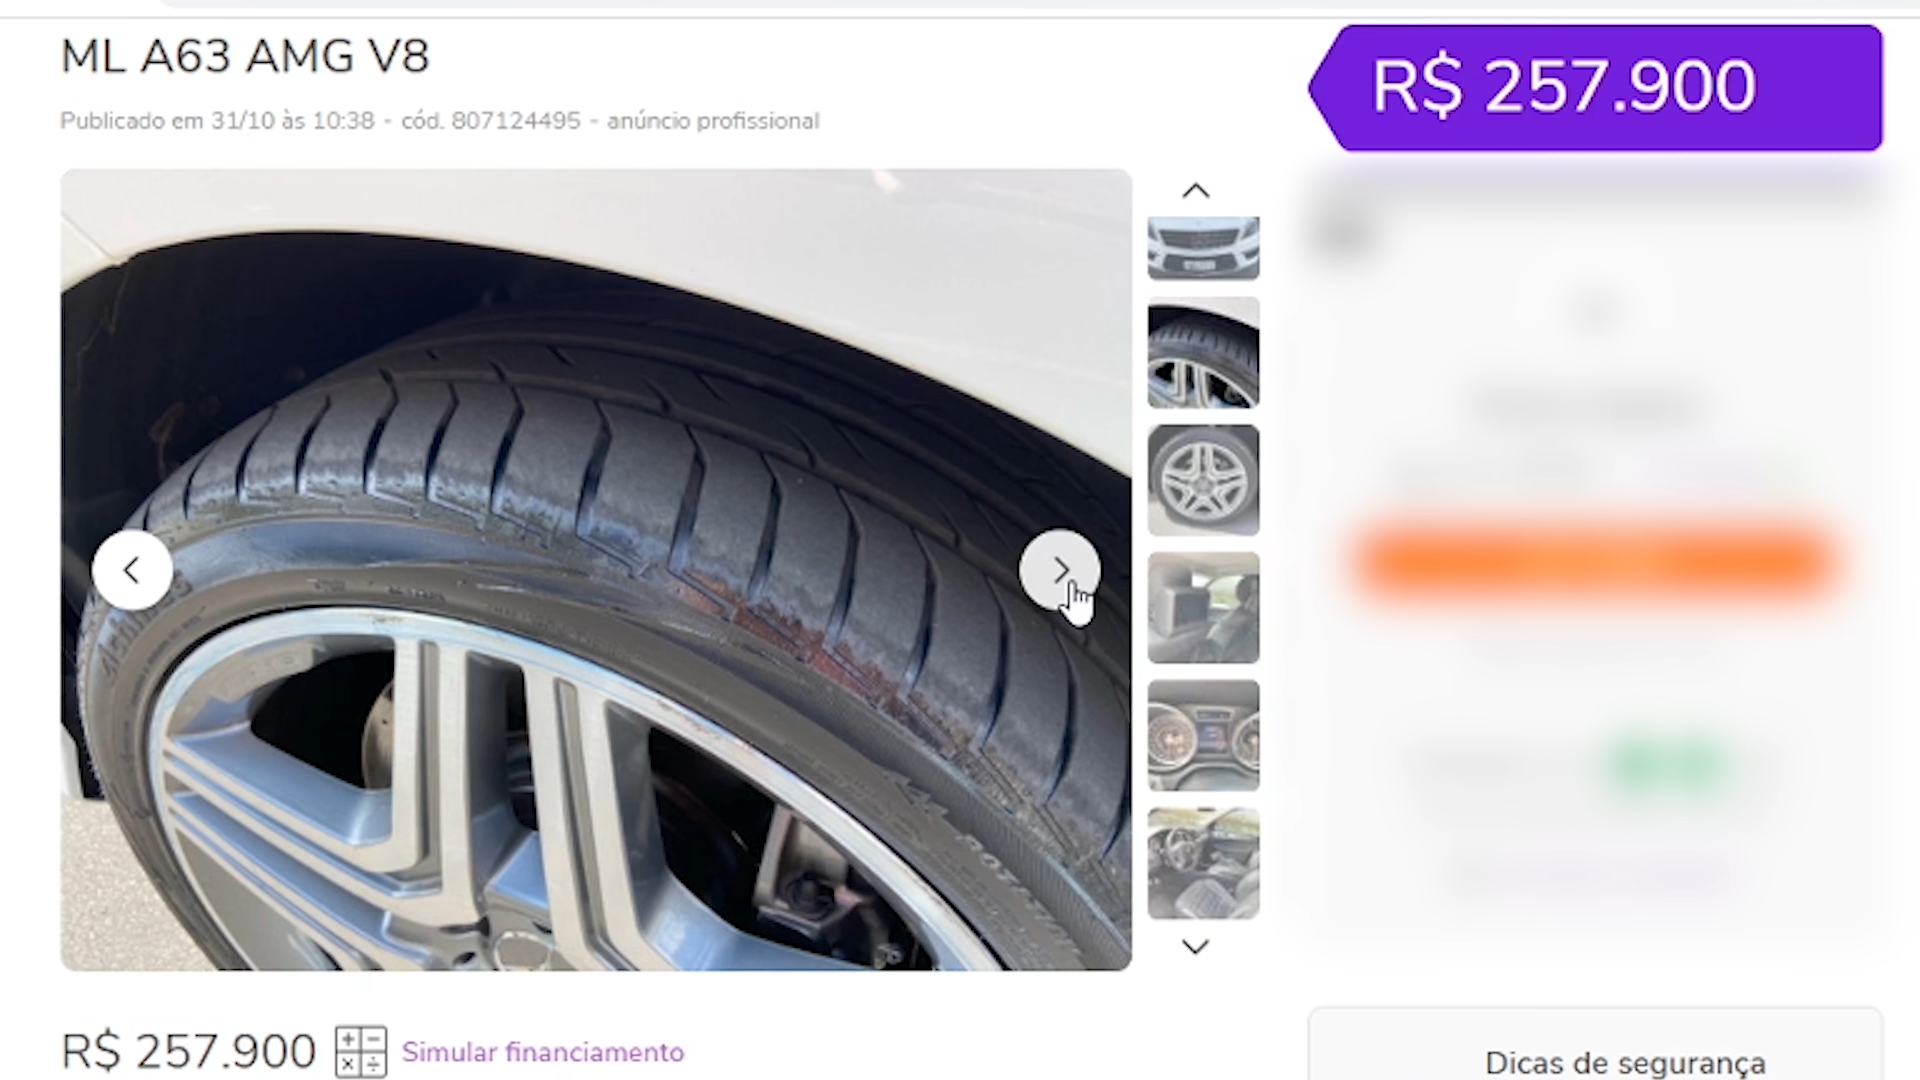 ML A63 AMG V8
R$ 257.900
Publicado em 31/10 às 10:38 - cód. 807124495 - anúncio profissional
R$ 257.900
Simular financiamento
Dicas de segurança